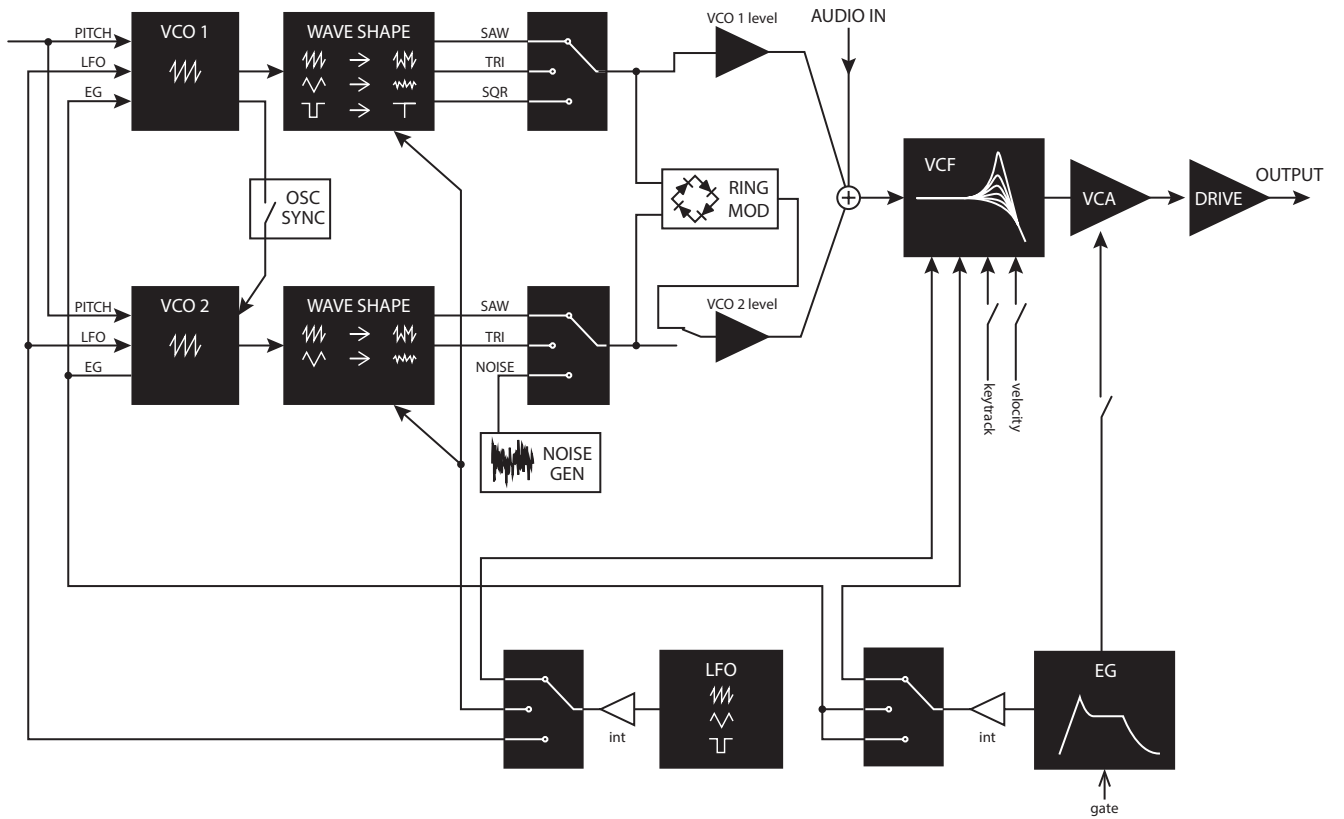 VCO 1 level
AUDIO IN
PITCH
LFO
EG
VCO 1
WAVE SHAPE
SAW
TRI
SQR
VCF
VCA
DRIVE
OUTPUT
OSC
SYNC
RING
MOD
VCO 2 level
PITCH
LFO
EG
VCO 2
WAVE SHAPE
SAW
TRI
NOISE
keytrack
velocity
NOISE
GEN
LFO
int
EG
int
gate